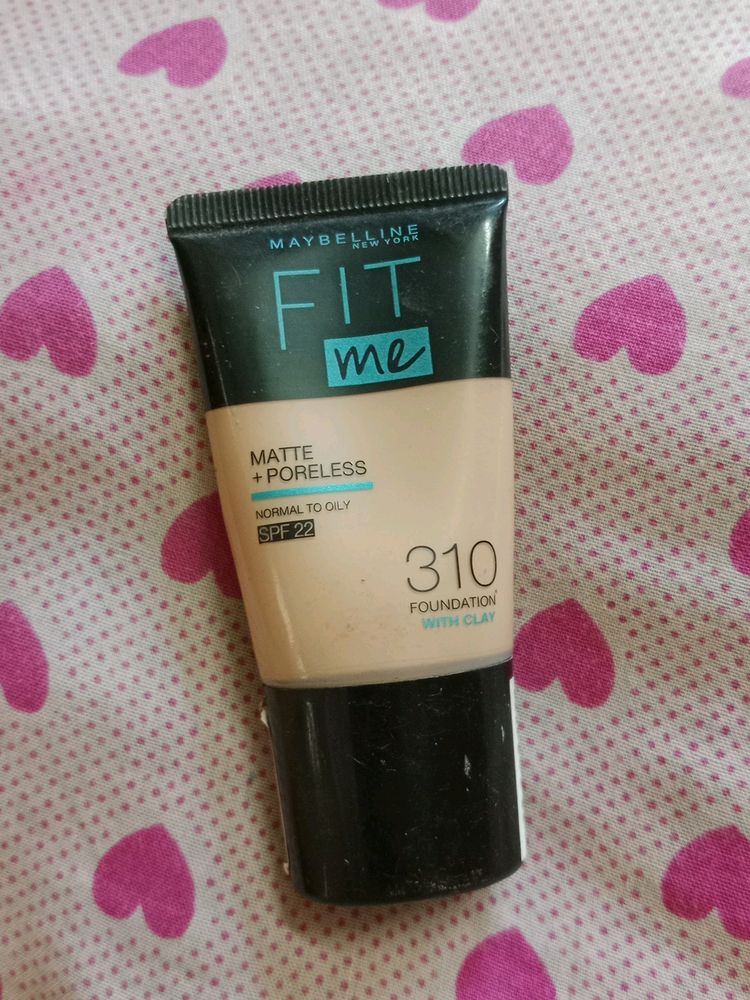 MAYBELLINE
NEW YORK
FIT
me
MATTE
+ PORELESS
NORMAL TO OILY
SPF 22
310
FOUNDATION
WITH CLAY